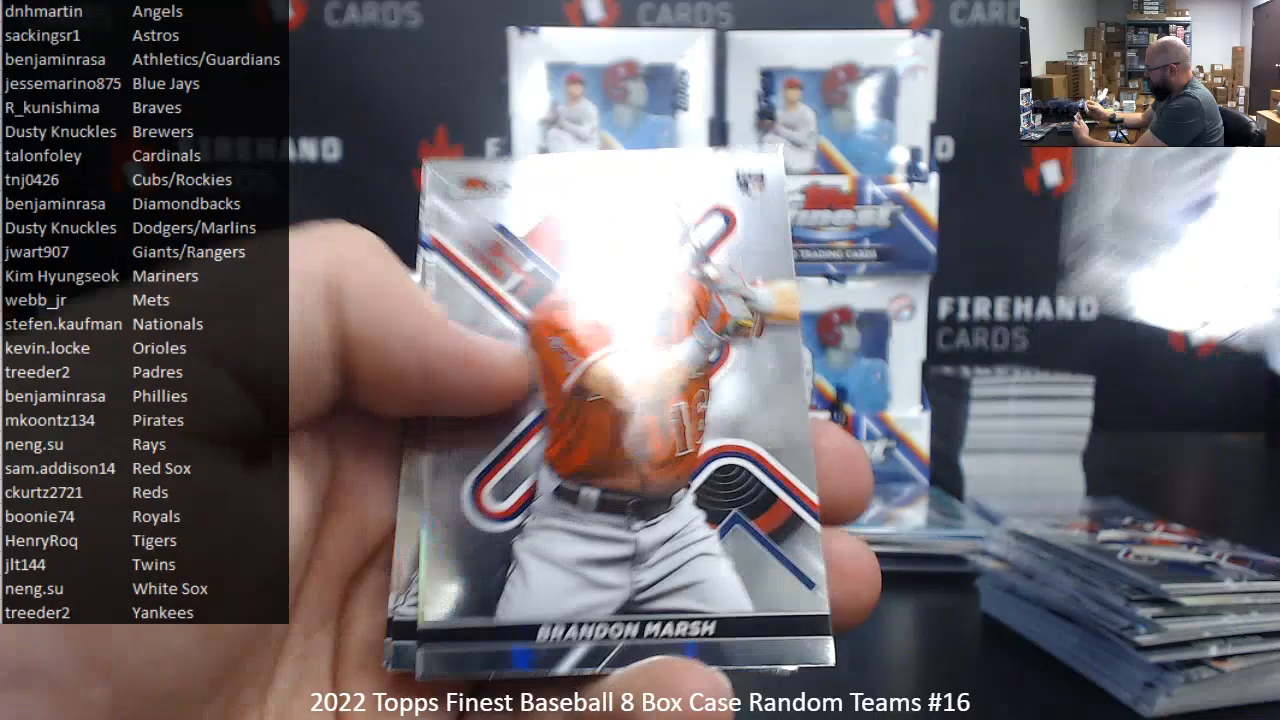 dnhmartin Angels
sackingsr1 Astros
benjaminrasa Athletics/Guardians
jessemarino875 Blue Jays
R_kunishima Braves
Dusty Knuckles Brewers
talonfoley Cardinals
tnj0426 Cubs/Rockies
benjaminrasa Diamondbacks
Dusty Knuckles Dodgers/Marlins
jwart907 Giants/Rangers
Kim Hyungseok Mariners
webb_jr Mets
stefen.kaufman Nationals
kevin.locke Orioles
treeder2 Padres
benjaminrasa Phillies
mkoontz134 Pirates
neng.su Rays
sam.addison14 Red Sox
ckurtz2721 Reds
boonie74 Royals
HenryRoq Tigers
jlt144 Twins
neng.su White Sox
treeder2 Yankees
CARDS
CARDS
CARD
TRADING CARDS
FIREHAND
CARDS
BRANDON MARSH
2022 Topps Finest Baseball 8 Box Case Random Teams #16